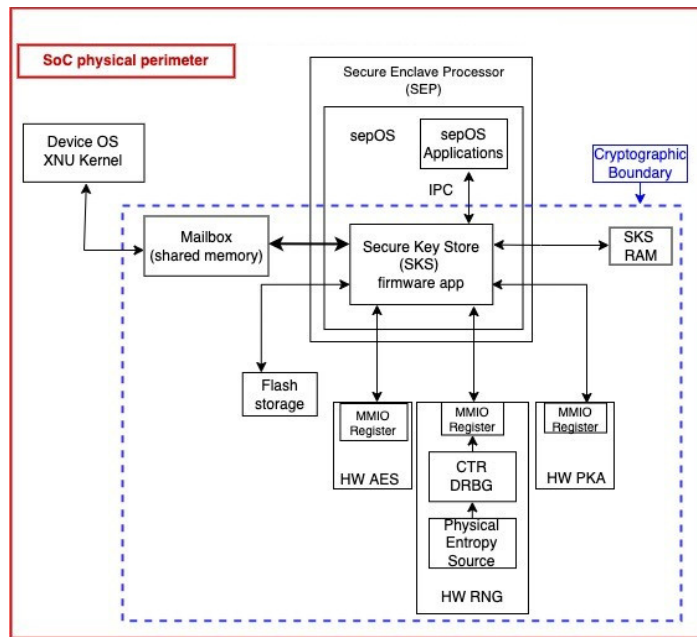 SoC physical perimeter
Secure Enclave Processor
(SEP)
sepOS
sepOS
Applications
Device OS
XNU Kernel
IPC
Cryptographic
Boundary
Mailbox
(shared memory)
Secure Key Store
(SKS)
firmware app
SKS
RAM
Flash
storage
MMIO
Register
HW AES
MMIO
Register
CTR
DRBG
Physical
Entropy
Source
HW RNG
MMIO
Register
HW PKA